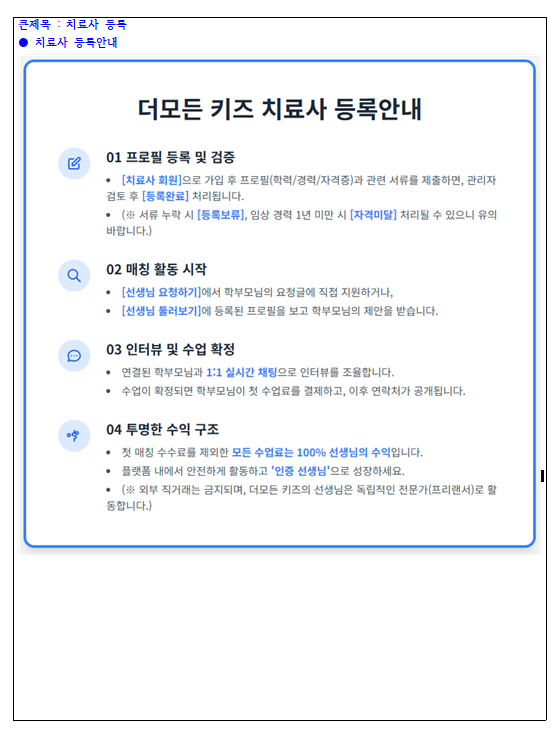 큰제목 : 치료사 등록
● 치료사 등록안내
더모든 키즈 치료사 등록안내
01 프로필 등록 및 검증
• [치료사 회원]으로 가입 후 프로필(학력/경력/자격증)과 관련 서류를 제출하면, 관리자
검토 후 [등록완료] 처리됩니다.
• (※ 서류 누락 시 [등록보류], 임상 경력 1년 미만 시 [자격미달] 처리될 수 있으니 유의
바랍니다.)
02 매칭 활동 시작
• [선생님 요청하기]에서 학부모님의 요청글에 직접 지원하거나,
• [선생님 둘러보기]에 등록된 프로필을 보고 학부모님의 제안을 받습니다.
03 인터뷰 및 수업 확정
• 연결된 학부모님과 1:1 실시간 채팅으로 인터뷰를 조율합니다.
• 수업이 확정되면 학부모님이 첫 수업료를 결제하고, 이후 연락처가 공개됩니다.
04 투명한 수익 구조
• 첫 매칭 수수료를 제외한 모든 수업료는 100% 선생님의 수익입니다.
• 플랫폼 내에서 안전하게 활동하고 '인증 선생님'으로 성장하세요.
• (※ 외부 직거래는 금지되며, 더모든 키즈의 선생님은 독립적인 전문가(프리랜서)로 활
동합니다.)